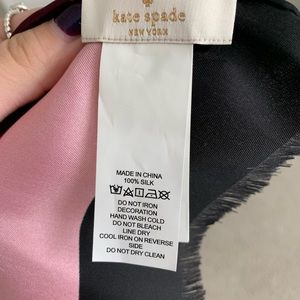 kate spade
NEW YORK
MADE IN CHINA
100% SILK
DO NOT IRON
DECORATION
HAND WASH COLD
DO NOT BLEACH
LINE DRY
COOL IRON ON REVERSE
SIDE
DO NOT DRY CLEAN